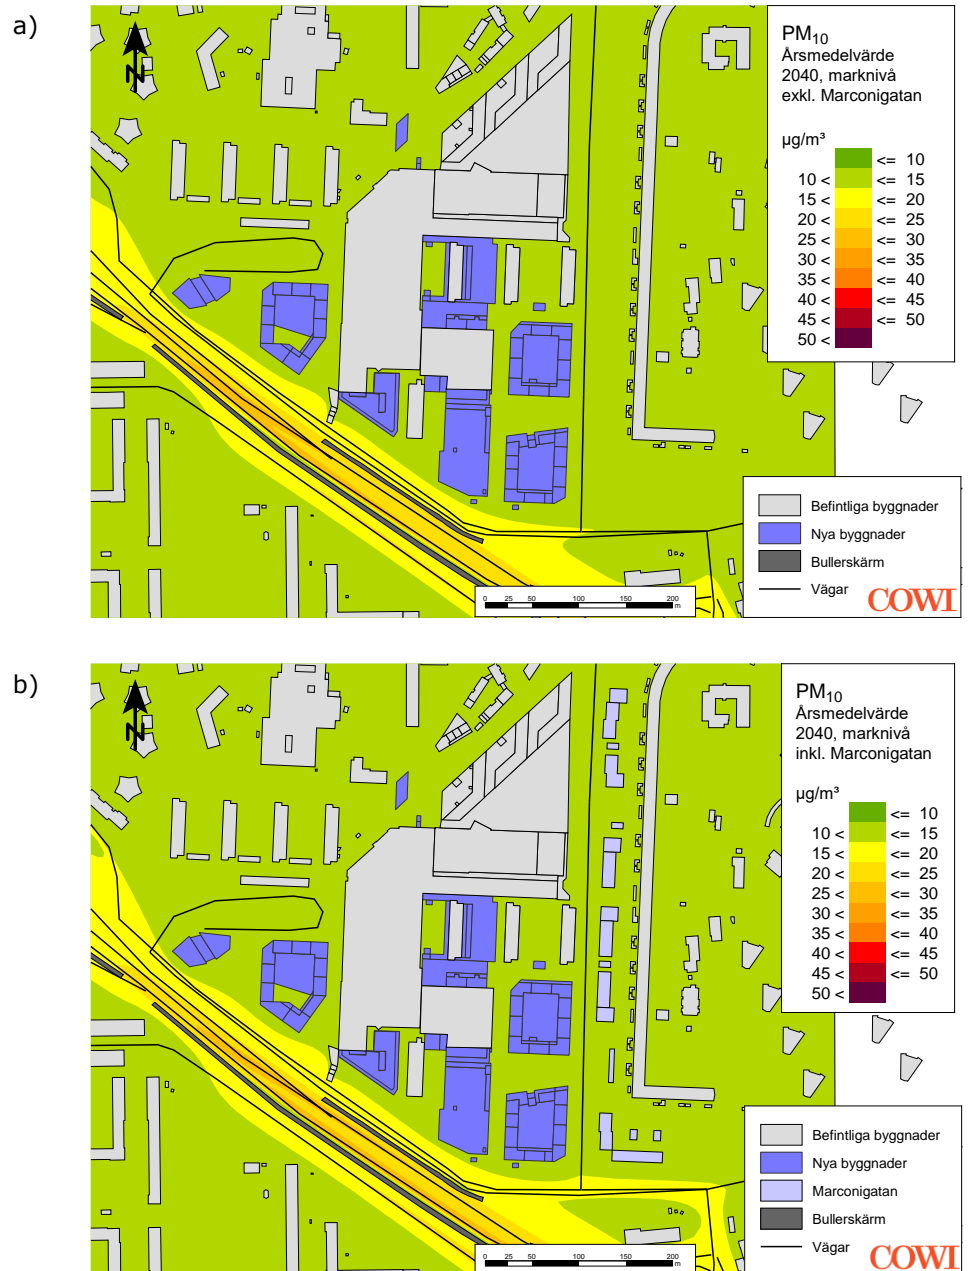 a)
N
PM₁₀
Årsmedelvärde
2040, marknivå
exkl. Marconigatan
µg/m³
<= 10
10 < <= 15
15 < <= 20
20 < <= 25
25 < <= 30
30 < <= 35
35 < <= 40
40 < <= 45
45 < <= 50
50 <
Befintliga byggnader
Nya byggnader
Bullerskärm
Vägar
COWI
0 25 50 100 150 200
m
b)
N
PM₁₀
Årsmedelvärde
2040, marknivå
inkl. Marconigatan
µg/m³
<= 10
10 < <= 15
15 < <= 20
20 < <= 25
25 < <= 30
30 < <= 35
35 < <= 40
40 < <= 45
45 < <= 50
50 <
Befintliga byggnader
Nya byggnader
Marconigatan
Bullerskärm
Vägar
COWI
0 25 50 100 150 200
m